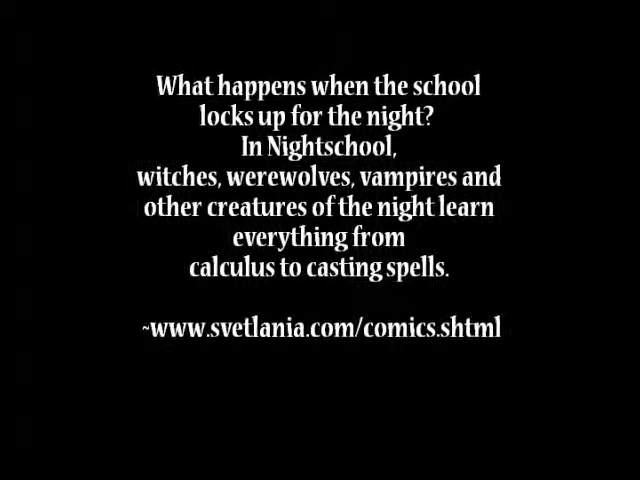 What happens when the school
locks up for the night?
In Nightschool,
witches, werewolves, vampires and
other creatures of the night learn
everything from
calculus to casting spells.
~www.svetlania.com/comics.shtml